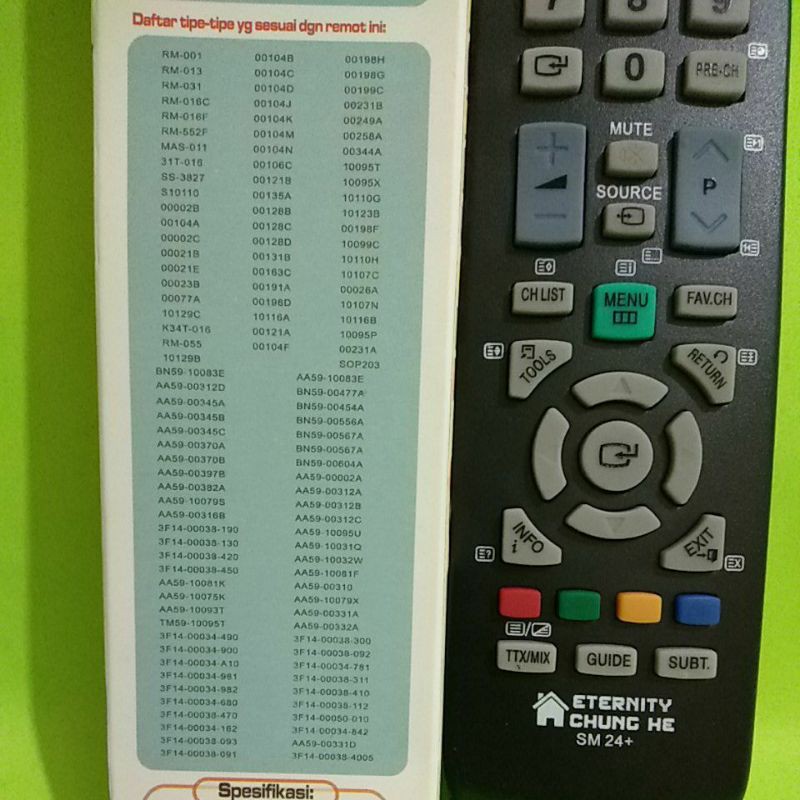 Daftar tipe-tipe yg sesuai dgn remot ini:
RM-001 00104B 00198H
RM-013 00104C 00198G
RM-031 00104D 00199C
RM-016C 00104J 00231B
RM-016F 00104K 00249A
RM-552F 00104M 00258A
MAS-011 00104N 00344A
31T-016 00106C 10095T
SS-3827 00121B 10095X
S10110 00135A 10110G
00002B 00128B 10123B
00104A 00128C 00198F
00002C 00128D 10099C
00021B 00131B 10110H
00021E 00163C 10107C
00023B 00191A 00026A
00077A 00196D 10107N
10129C 10116A 10116B
K34T-016 00121A 10095P
RM-055 00104F 00231A
10129B SOP203
BN59-10083E AA59-10083E
AA59-00312D BN59-00477A
AA59-00345A BN59-00454A
AA59-00345B BN59-00556A
AA59-00345C BN59-00567A
AA59-00370A BN59-00567A
AA59-00370B BN59-00604A
AA59-00397B AA59-00002A
AA59-00382A AA59-00312A
AA59-10079S AA59-00312B
AA59-00316B AA59-00312C
3F14-00038-190 AA59-10095U
3F14-00038-130 AA59-10031Q
3F14-00038-420 AA59-10032W
3F14-00038-450 AA59-10081F
AA59-10081K AA59-00310
AA59-10075K AA59-10079X
AA59-10093T AA59-00331A
TM59-10095T AA59-00332A
3F14-00034-490 3F14-00038-300
3F14-00034-900 3F14-00038-092
3F14-00034-A10 3F14-00034-781
3F14-00034-981 3F14-00038-311
3F14-00034-982 3F14-00038-410
3F14-00034-680 3F14-00038-112
3F14-00038-470 3F14-00050-010
3F14-00034-162 3F14-00034-842
3F14-00038-093 AA59-00331D
3F14-00038-091 3F14-00038-4005
Spesifikasi:
7 8 9
0 PRE-CH
MUTE
P
SOURCE
CH LIST MENU FAV.CH
TOOLS RETURN
INFO i EXIT
TTX/MIX GUIDE SUBT.
ETERNITY
CHUNG HE
SM 24+